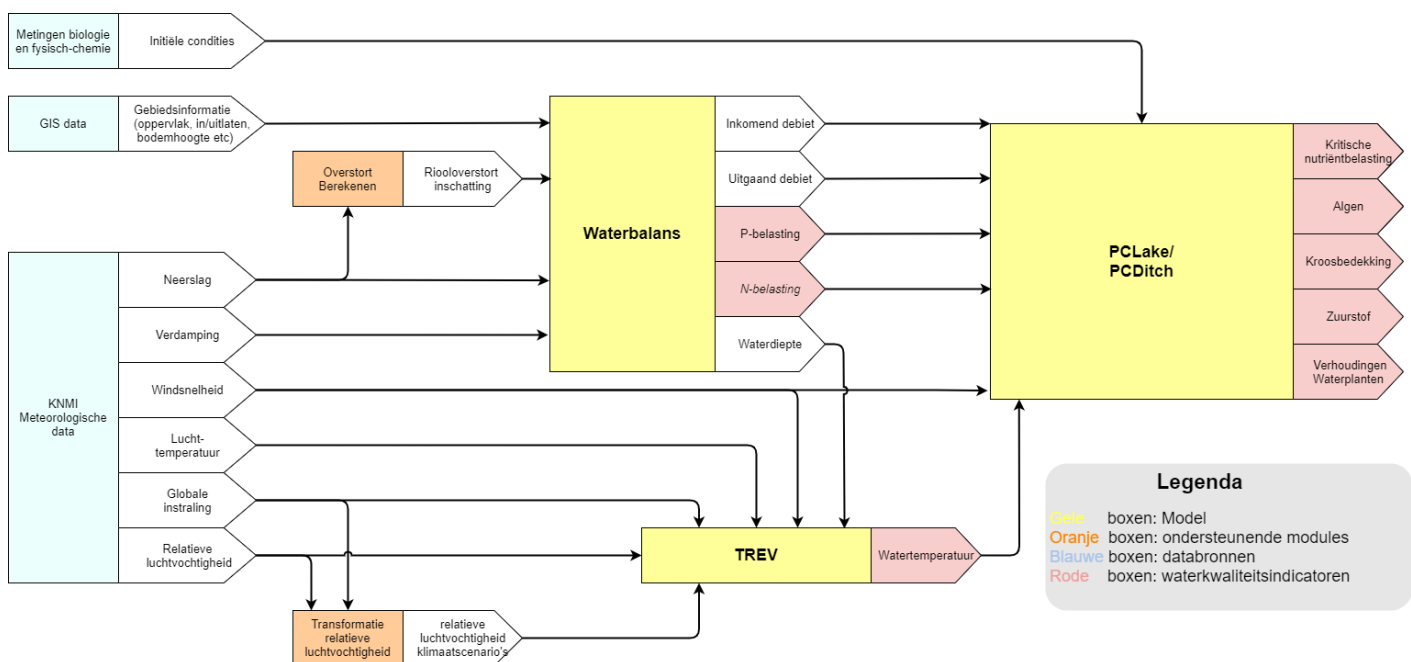 Metingen biologie
en fysisch-chemie
Initiële condities
GIS data
Gebiedsinformatie
(oppervlak, in/uitlaten,
bodemhoogte etc)
Overstort
Berekenen
Riooloverstort
inschatting
KNMI
Meteorologische
data
Neerslag
Verdamping
Windsnelheid
Lucht-
temperatuur
Globale
instraling
Relatieve
luchtvochtigheid
Transformatie
relatieve
luchtvochtigheid
relatieve
luchtvochtigheid
klimaatscenario's
Waterbalans
Inkomend debiet
Uitgaand debiet
P-belasting
N-belasting
Waterdiepte
TREV
Watertemperatuur
PCLake/
PCDitch
Kritische
nutriëntbelasting
Algen
Kroosbedekking
Zuurstof
Verhoudingen
Waterplanten
Legenda
Gele boxen: Model
Oranje boxen: ondersteunende modules
Blauwe boxen: databronnen
Rode boxen: waterkwaliteitsindicatoren